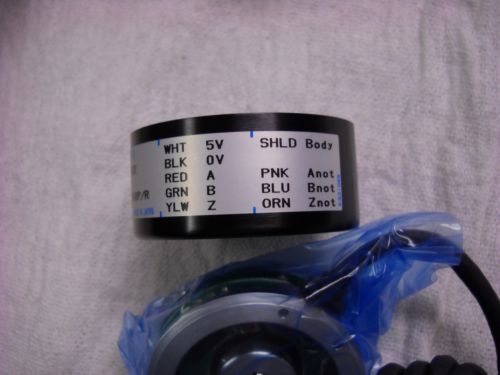 WHT 5V SHLD Body
BLK 0V
RED A PNK Anot
GRN B BLU Bnot
YLW Z ORN Znot
P/R